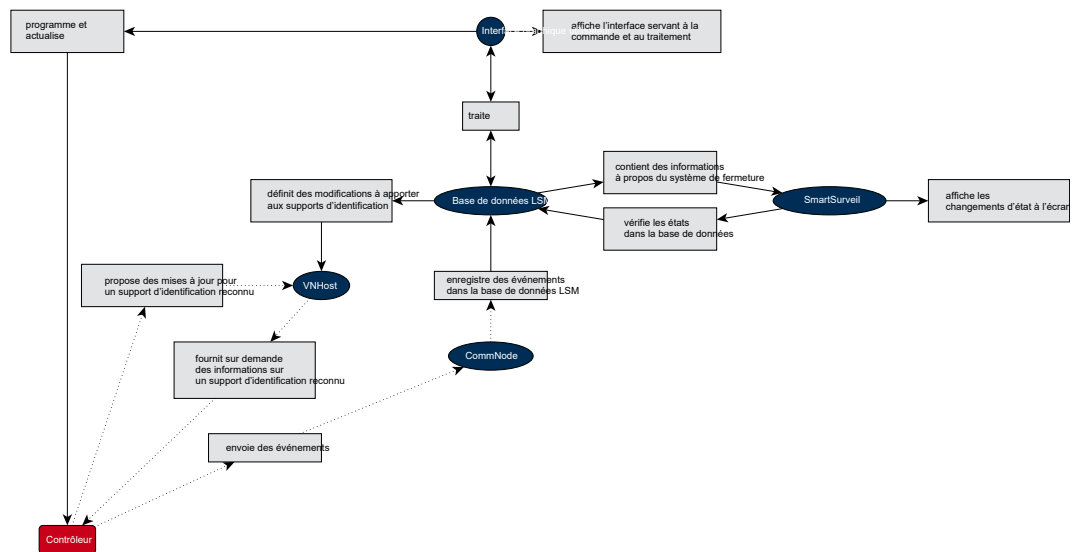 programme et
actualise
Interface graphique
affiche l'interface servant à la
commande et au traitement
traite
définit des modifications à apporter
aux supports d'identification
Base de données LSM
contient des informations
à propos du système de fermeture
SmartSurveil
affiche les
changements d'état à l'écran
vérifie les états
dans la base de données
propose des mises à jour pour
un support d'identification reconnu
VNHost
enregistre des événements
dans la base de données LSM
fournit sur demande
des informations sur
un support d'identification reconnu
CommNode
envoie des événements
Contrôleur